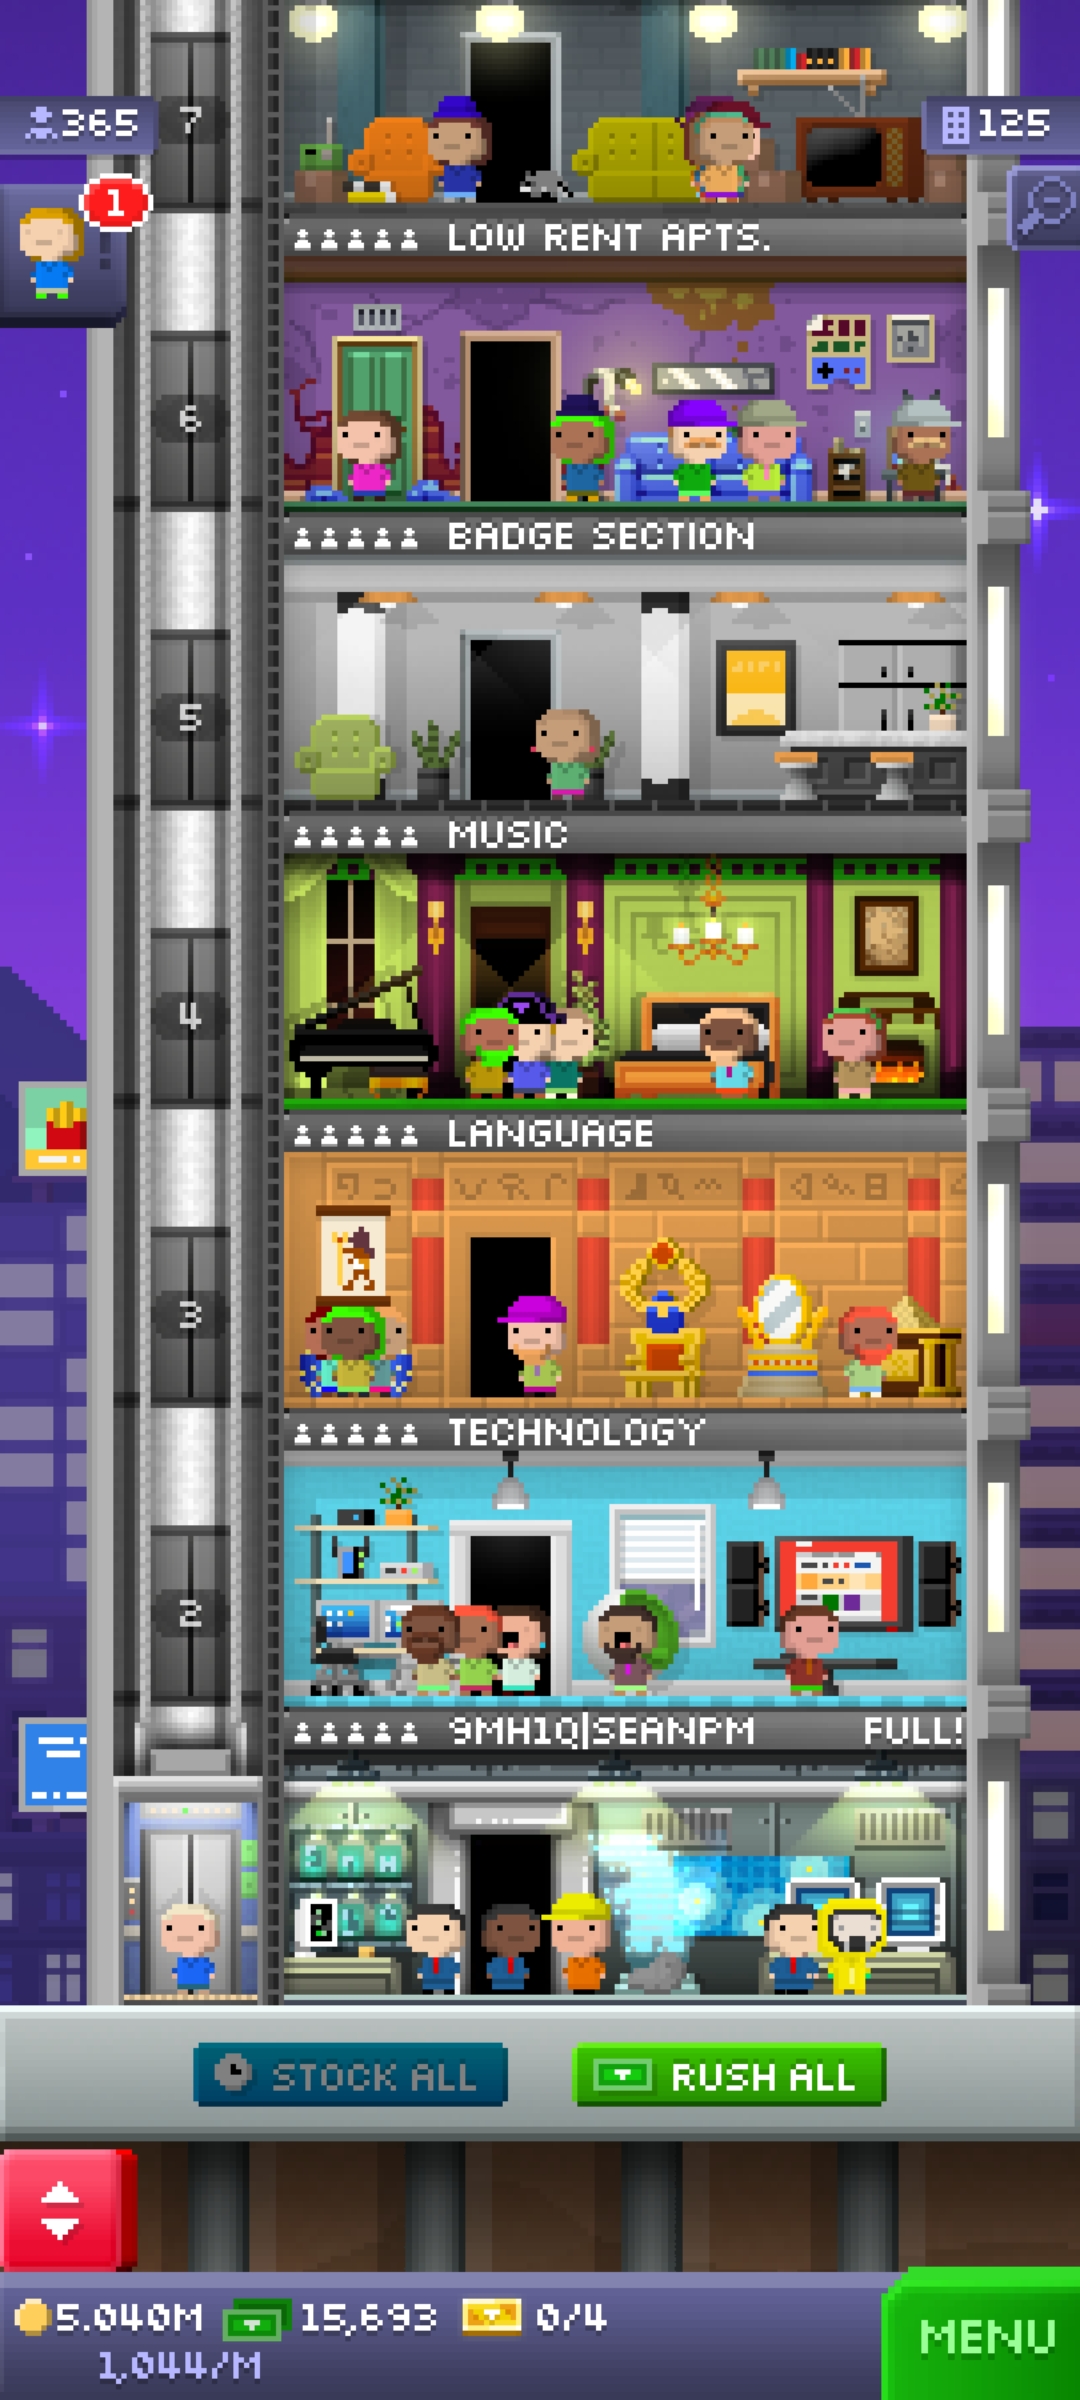 7
365
125
1
LOW RENT APTS.
6
BADGE SECTION
5
MUSIC
4
LANGUAGE
3
TECHNOLOGY
2
9MH1Q|SEANPM FULL!
STOCK ALL
RUSH ALL
5.040M 15,693 0/4
1,044/M
MENU